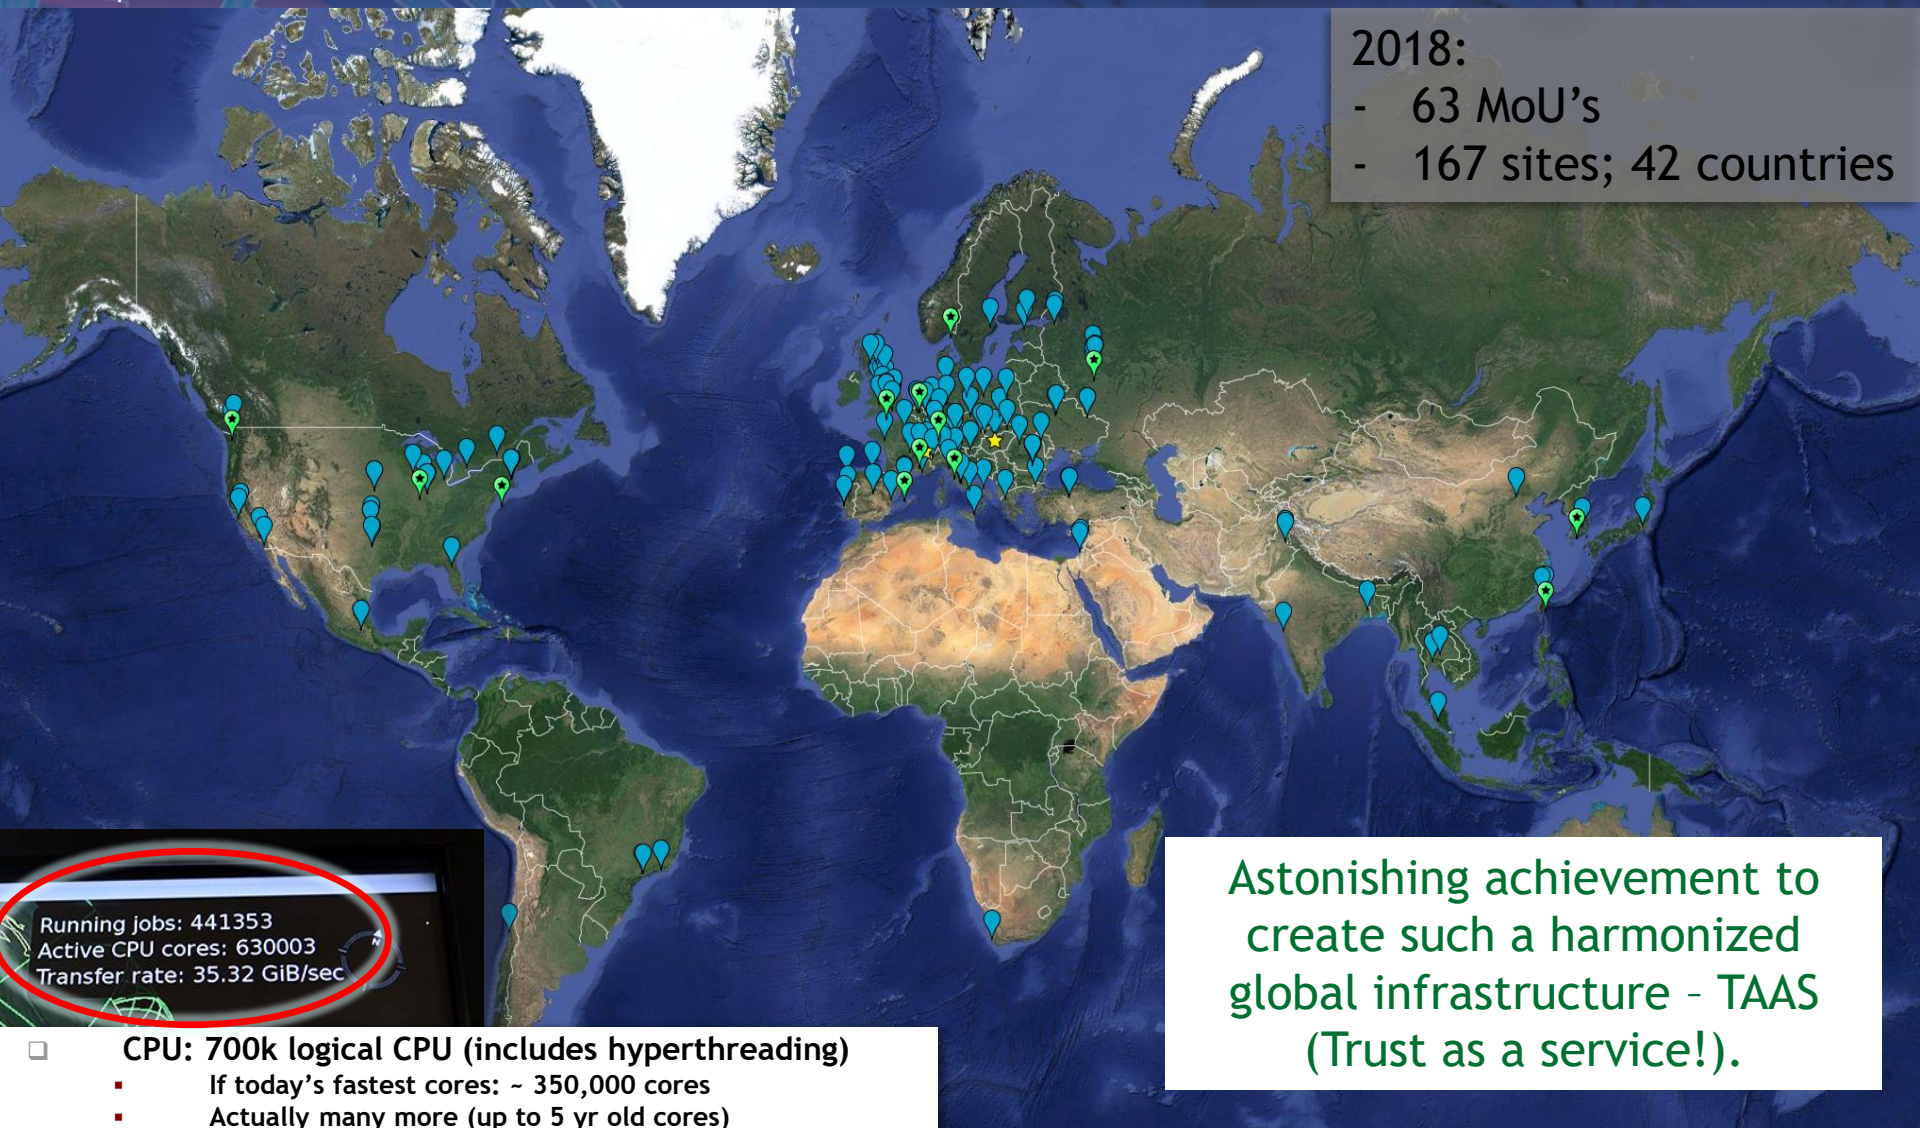 2018:
- 63 MoU's
- 167 sites; 42 countries
Running jobs: 441353
Active CPU cores: 630003
Transfer rate: 35.32 GiB/sec
Astonishing achievement to
create such a harmonized
global infrastructure – TAAS
(Trust as a service!).
CPU: 700k logical CPU (includes hyperthreading)
If today's fastest cores: ~ 350,000 cores
Actually many more (up to 5 yr old cores)